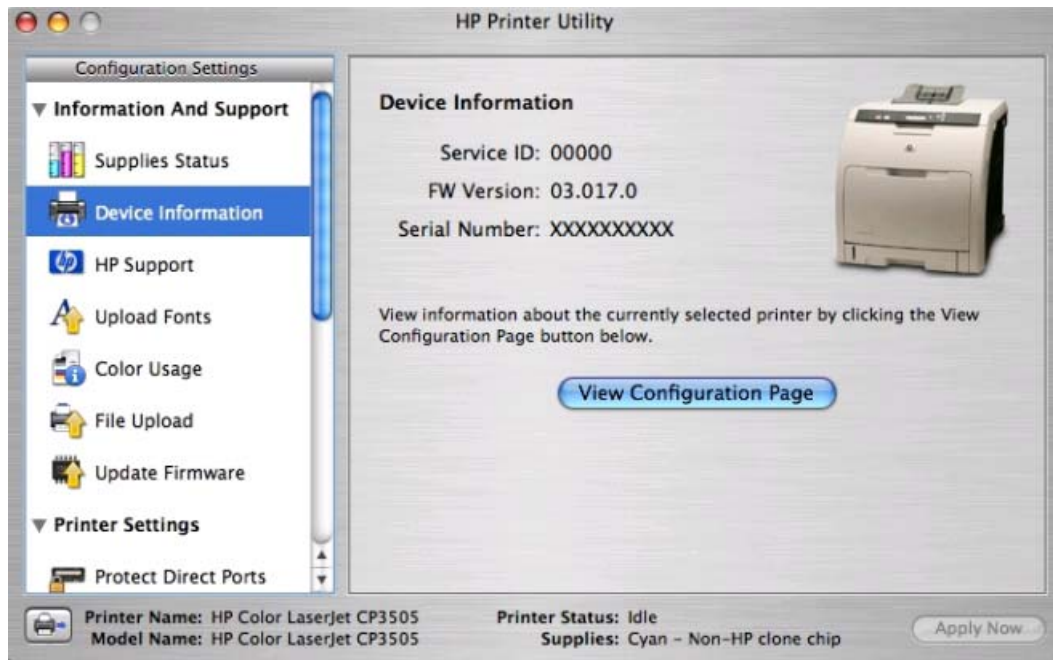 HP Printer Utility
Configuration Settings
Information And Support
Supplies Status
Device Information
HP Support
Upload Fonts
Color Usage
File Upload
Update Firmware
Printer Settings
Protect Direct Ports
Device Information
Service ID: 00000
FW Version: 03.017.0
Serial Number: XXXXXXXXXX
View information about the currently selected printer by clicking the View
Configuration Page button below.
View Configuration Page
Printer Name: HP Color LaserJet CP3505
Model Name: HP Color LaserJet CP3505
Printer Status: Idle
Supplies: Cyan - Non-HP clone chip
Apply Now